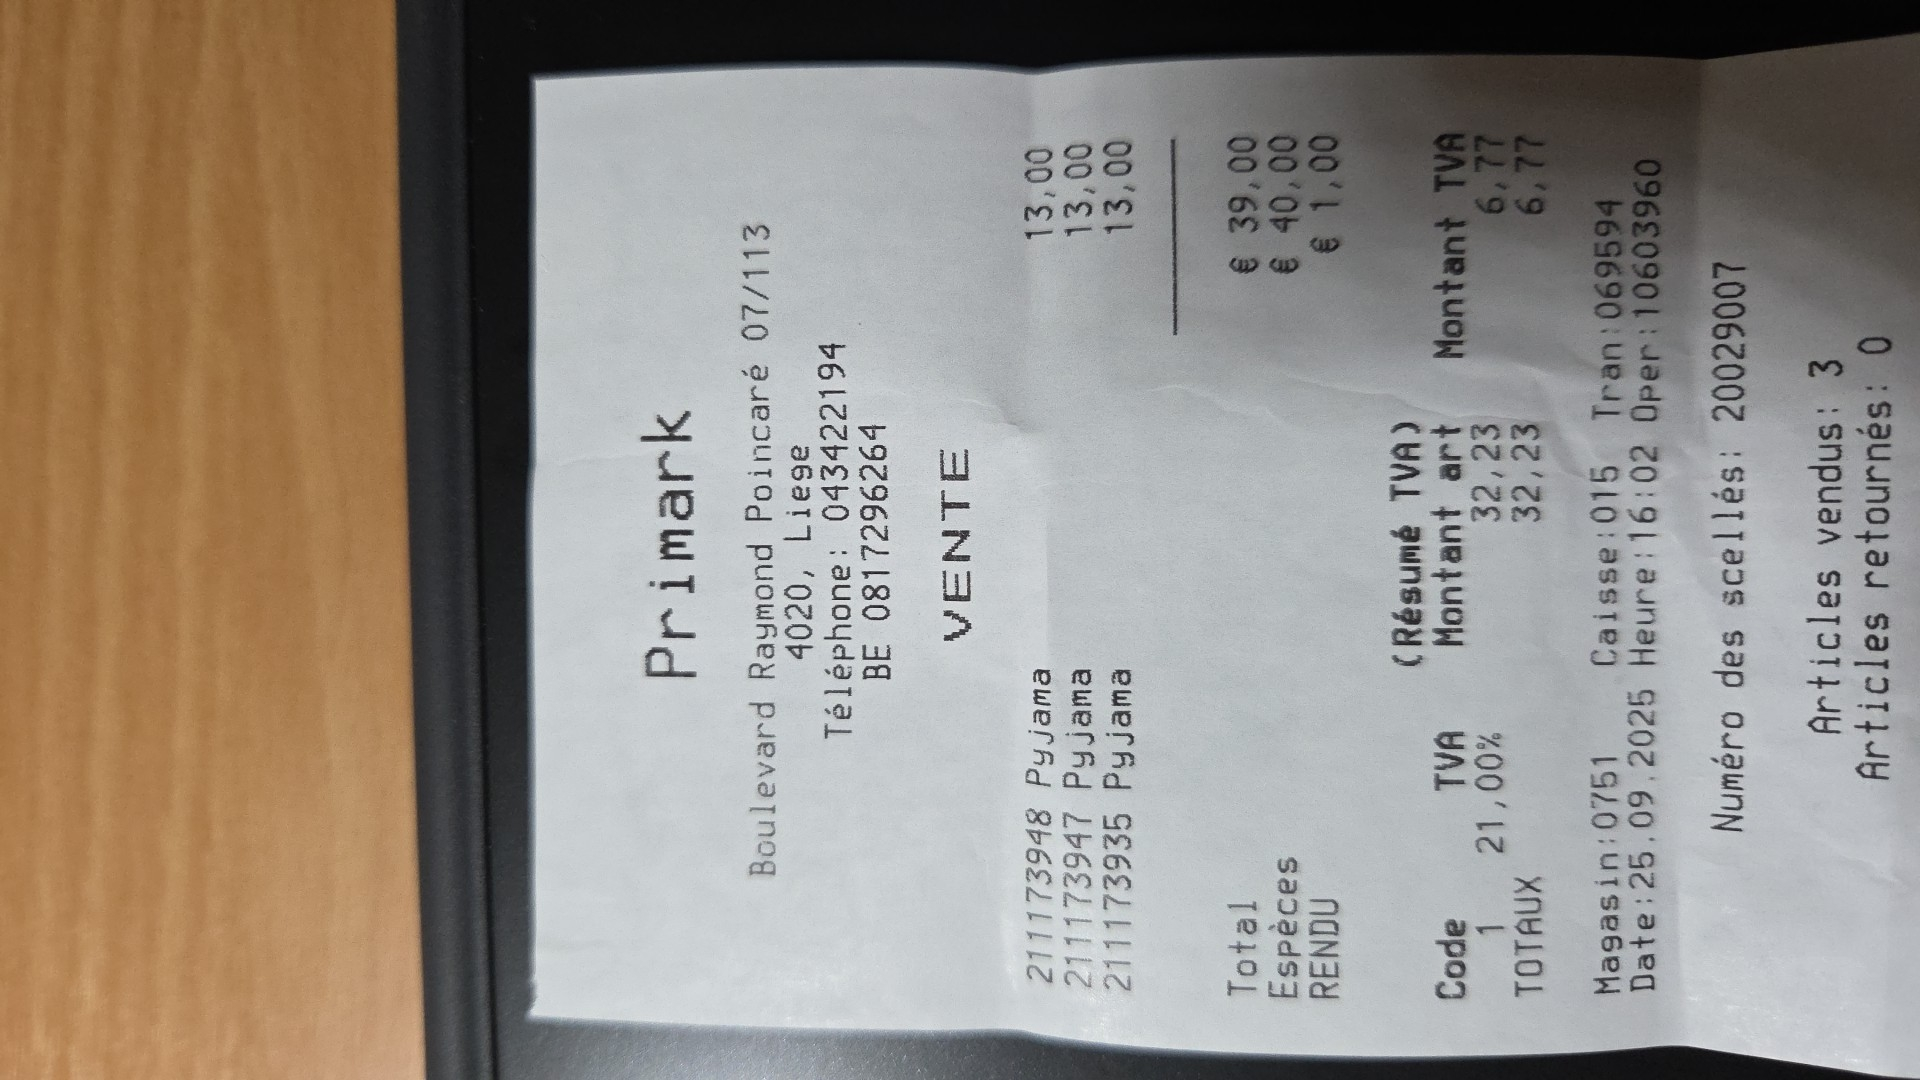 Primark
Boulevard Raymond Poincaré 07/113
4020, Liege
Téléphone: 043422194
BE 0817296264
VENTE
211173948 Pyjama 13,00
211173947 Pyjama 13,00
211173935 Pyjama 13,00
Total € 39,00
Espèces € 40,00
RENDU € 1,00
(Résumé TVA)
Code TVA Montant art Montant TVA
1 21,00% 32,23 6,77
TOTAUX 32,23 6,77
Magasin:0751 Caisse:015 Tran:069594
Date:25.09.2025 Heure:16:02 Oper:10603960
Numéro des scellés: 20029007
Articles vendus: 3
Articles retournés: 0